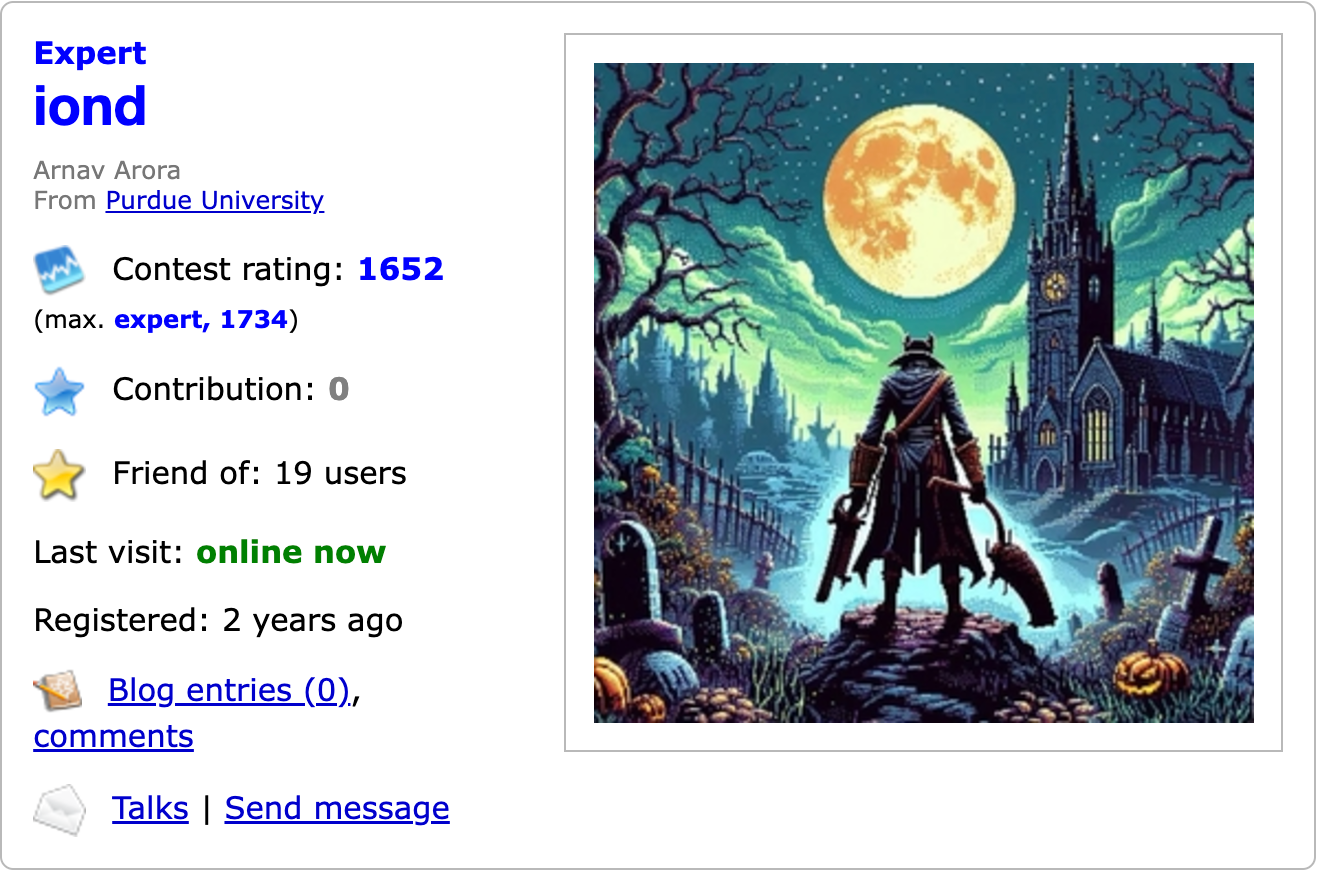 Expert
iond
Arnav Arora
From Purdue University
Contest rating: 1652
(max. expert, 1734)
Contribution: 0
Friend of: 19 users
Last visit: online now
Registered: 2 years ago
Blog entries (0),
comments
Talks | Send message